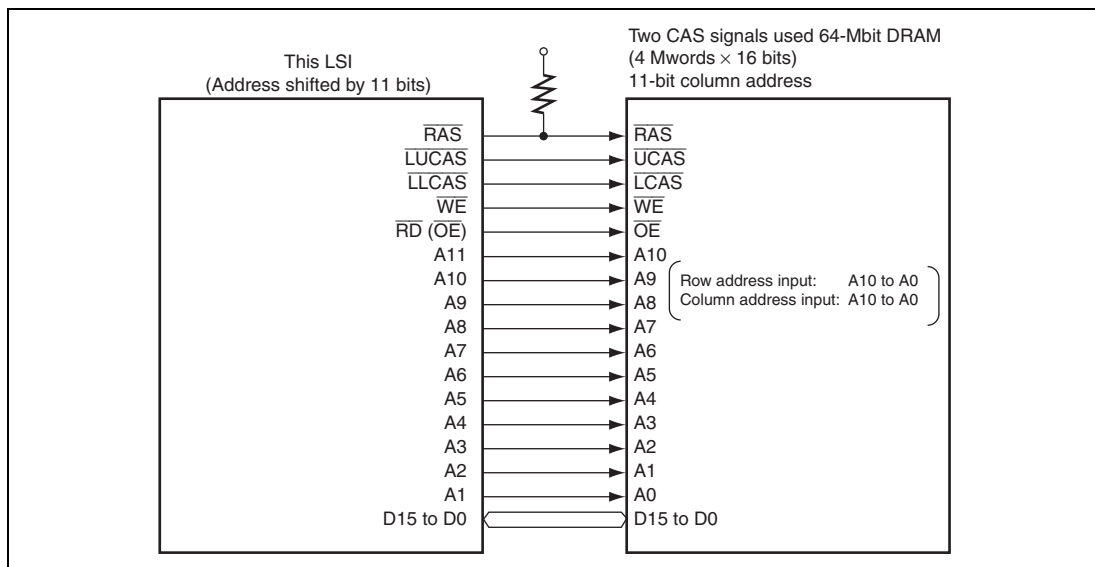 This LSI
(Address shifted by 11 bits)
Two CAS signals used 64-Mbit DRAM
(4 Mwords × 16 bits)
11-bit column address
RAS RAS
LUCAS UCAS
LLCAS LCAS
WE WE
RD (OE) OE
A11 A10
A10 A9
A9 A8
A8 A7
A7 A6
A6 A5
A5 A4
A4 A3
A3 A2
A2 A1
A1 A0
D15 to D0 D15 to D0
Row address input: A10 to A0
Column address input: A10 to A0